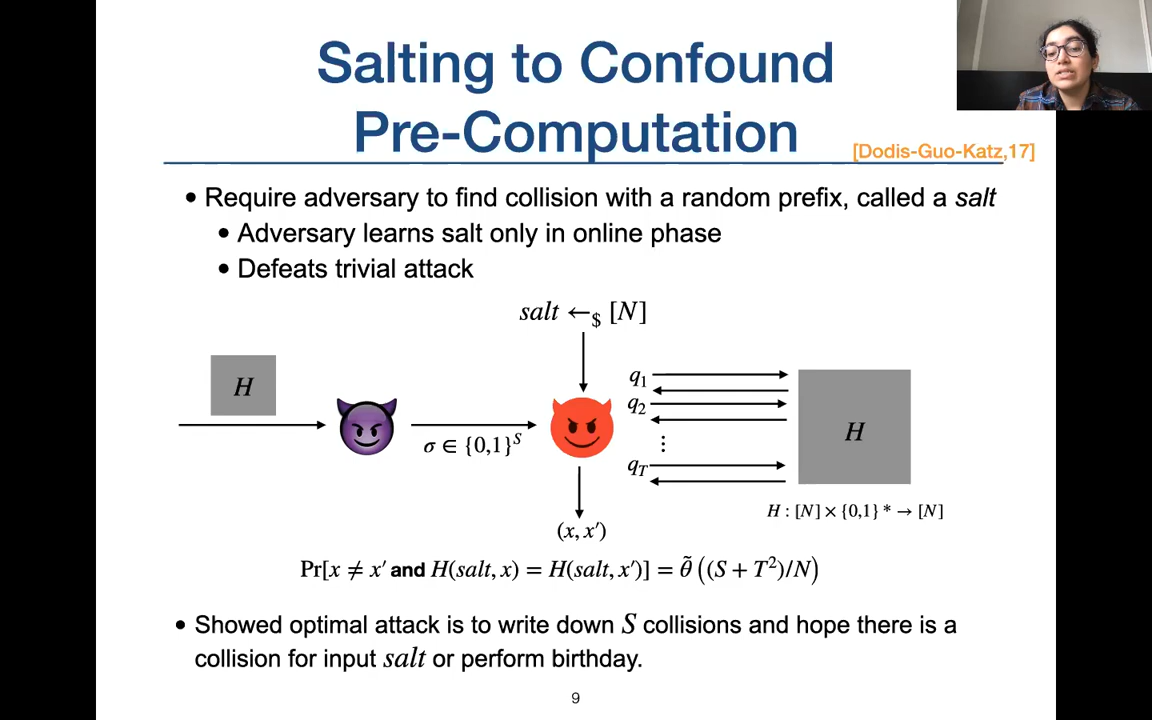 Salting to Confound
Pre-Computation
[Dodis-Guo-Katz,17]
• Require adversary to find collision with a random prefix, called a salt
• Adversary learns salt only in online phase
• Defeats trivial attack
salt ←$ [N]
H
σ ∈ {0,1}^S
q₁
q₂
⋮
q_T
H
(x, x′)
H : [N] × {0,1} * → [N]
Pr[x ≠ x′ and H(salt, x) = H(salt, x′)] = θ̃ ((S + T²)/N)
• Showed optimal attack is to write down S collisions and hope there is a
collision for input salt or perform birthday.
9